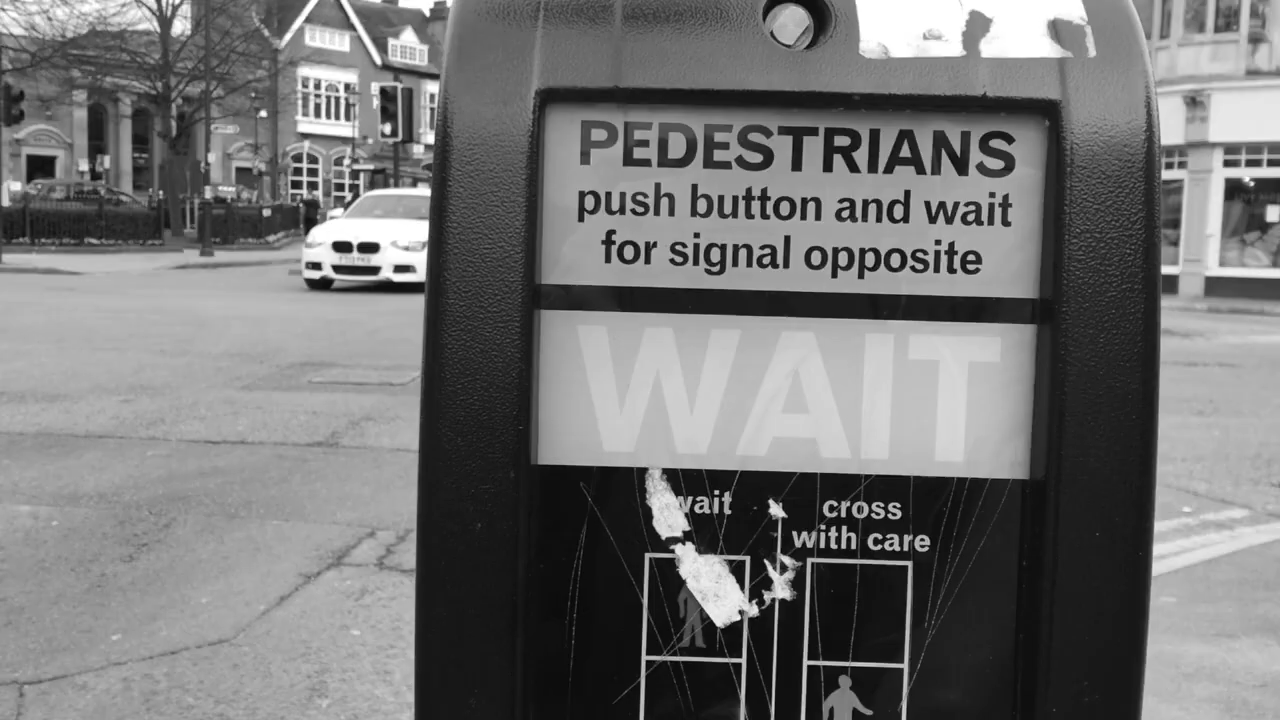 PEDESTRIANS
push button and wait
for signal opposite
WAIT
wait
cross
with care